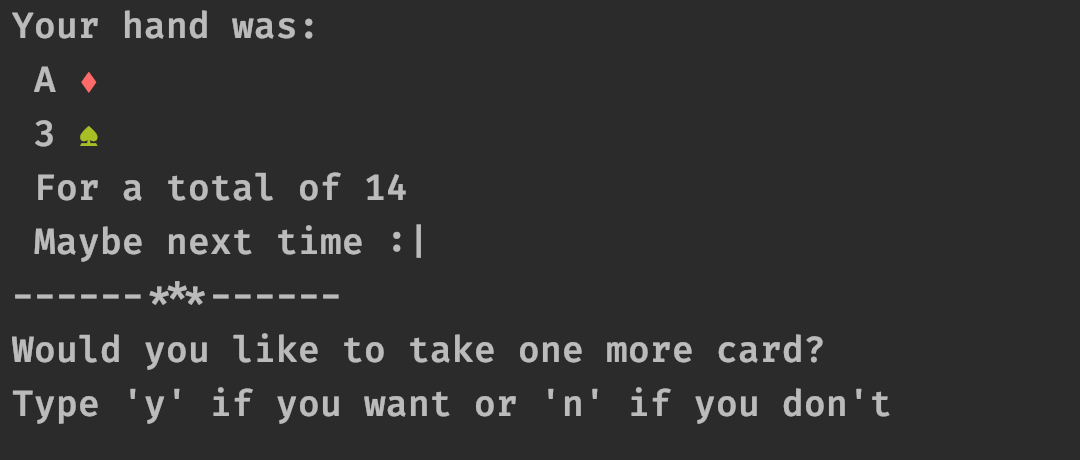 Your hand was:
A ♦
3 ♠
For a total of 14
Maybe next time :|
------***------
Would you like to take one more card?
Type 'y' if you want or 'n' if you don't